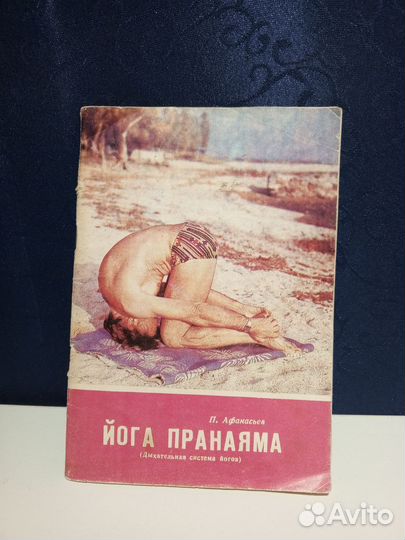 П. Афанасьев
ЙОГА ПРАНАЯМА
(Дыхательная система йогов)
Avito